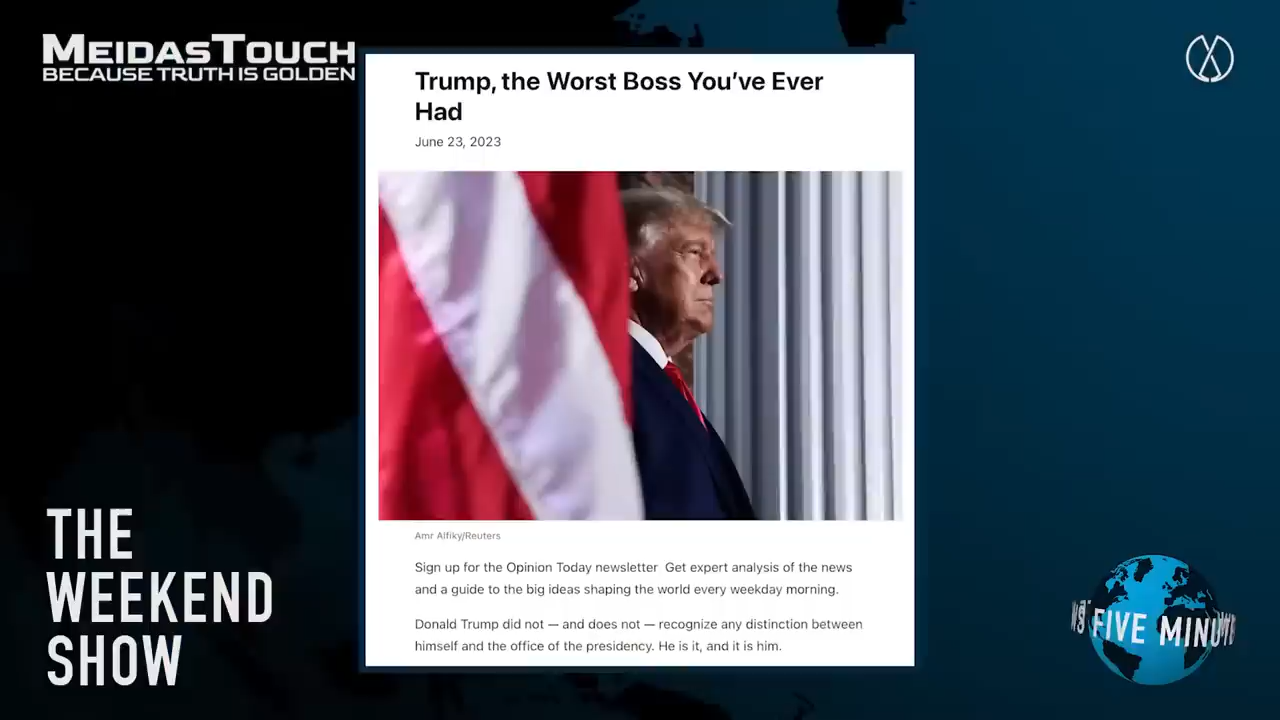 MEIDASTOUCH
BECAUSE TRUTH IS GOLDEN
Trump, the Worst Boss You’ve Ever
Had
June 23, 2023
Amr Alfiky/Reuters
Sign up for the Opinion Today newsletter  Get expert analysis of the news
and a guide to the big ideas shaping the world every weekday morning.
Donald Trump did not — and does not — recognize any distinction between
himself and the office of the presidency. He is it, and it is him.
THE
WEEKEND
SHOW
FIVE